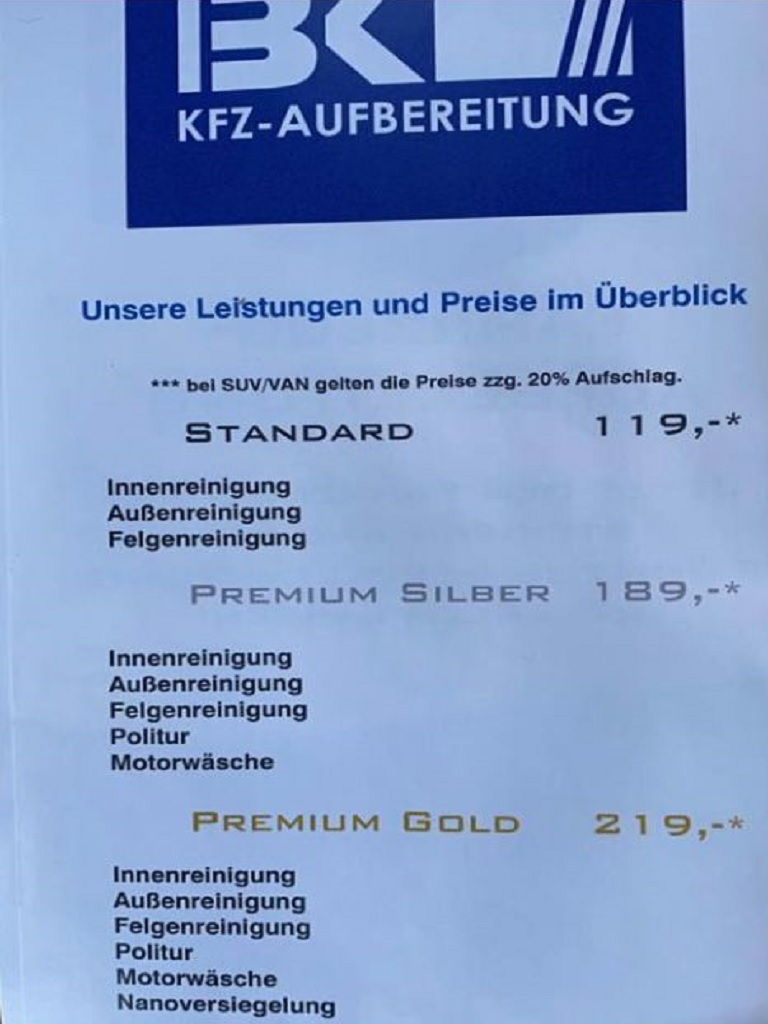 KFZ-AUFBEREITUNG
Unsere Leistungen und Preise im Überblick
*** bei SUV/VAN gelten die Preise zzg. 20% Aufschlag.
STANDARD 119,-*
Innenreinigung
Außenreinigung
Felgenreinigung
PREMIUM SILBER 189,-*
Innenreinigung
Außenreinigung
Felgenreinigung
Politur
Motorwäsche
PREMIUM GOLD 219,-*
Innenreinigung
Außenreinigung
Felgenreinigung
Politur
Motorwäsche
Nanoversiegelung